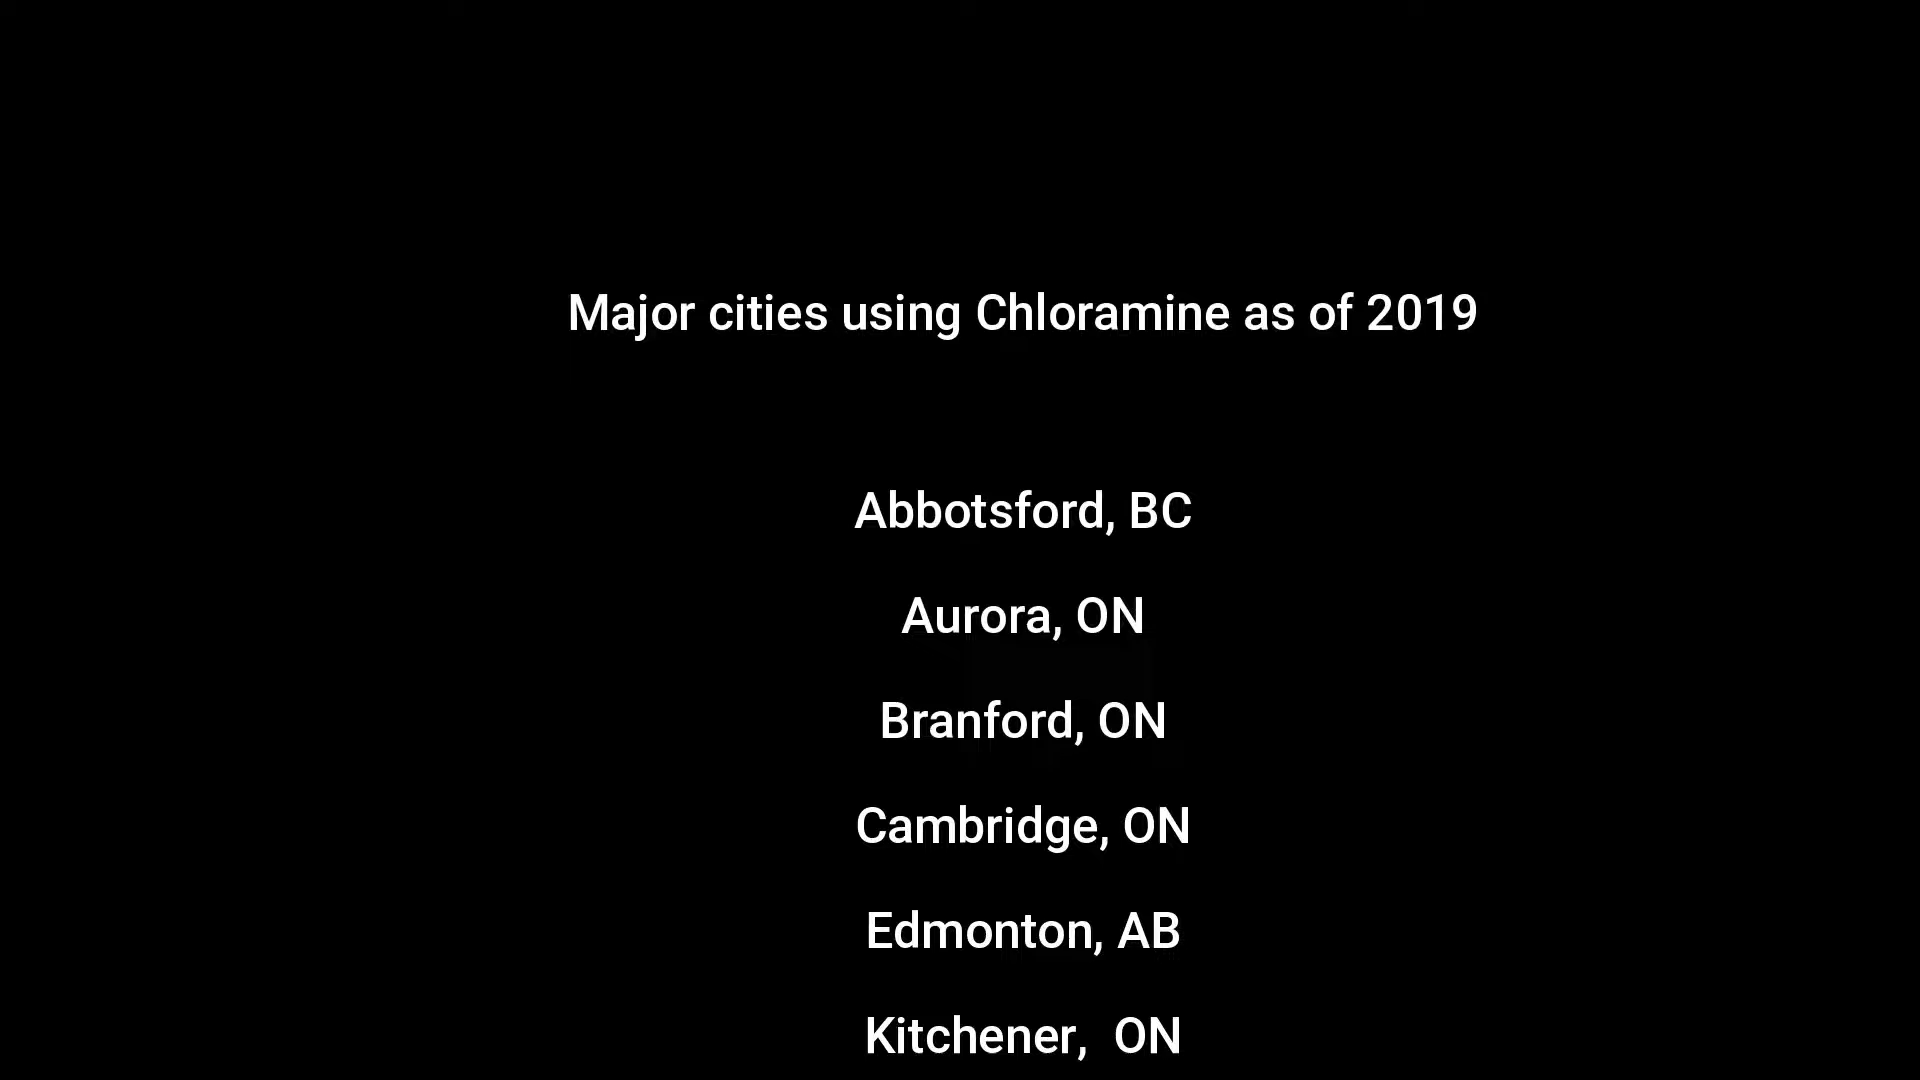 Major cities using Chloramine as of 2019
Abbotsford, BC
Aurora, ON
Branford, ON
Cambridge, ON
Edmonton, AB
Kitchener,  ON